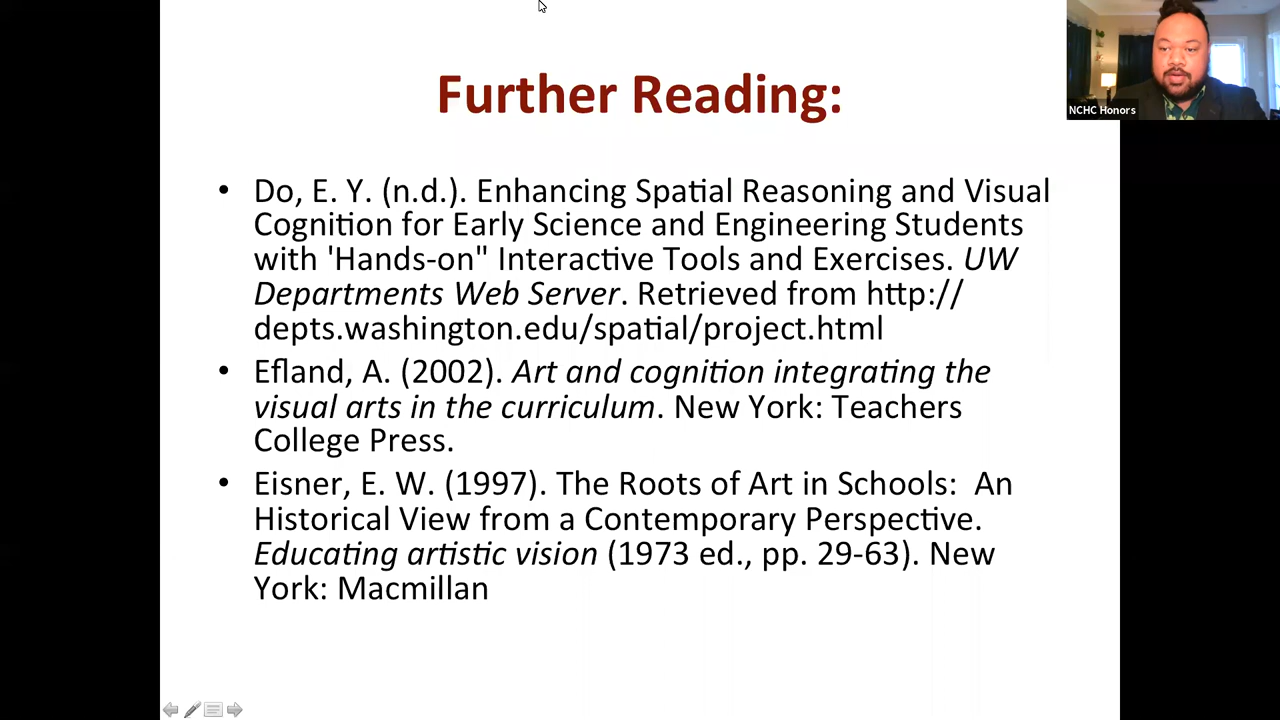 Further Reading:
NCHC Honors
• Do, E. Y. (n.d.). Enhancing Spatial Reasoning and Visual
Cognition for Early Science and Engineering Students
with 'Hands-on" Interactive Tools and Exercises. UW
Departments Web Server. Retrieved from http://
depts.washington.edu/spatial/project.html
• Efland, A. (2002). Art and cognition integrating the
visual arts in the curriculum. New York: Teachers
College Press.
• Eisner, E. W. (1997). The Roots of Art in Schools:  An
Historical View from a Contemporary Perspective.
Educating artistic vision (1973 ed., pp. 29-63). New
York: Macmillan